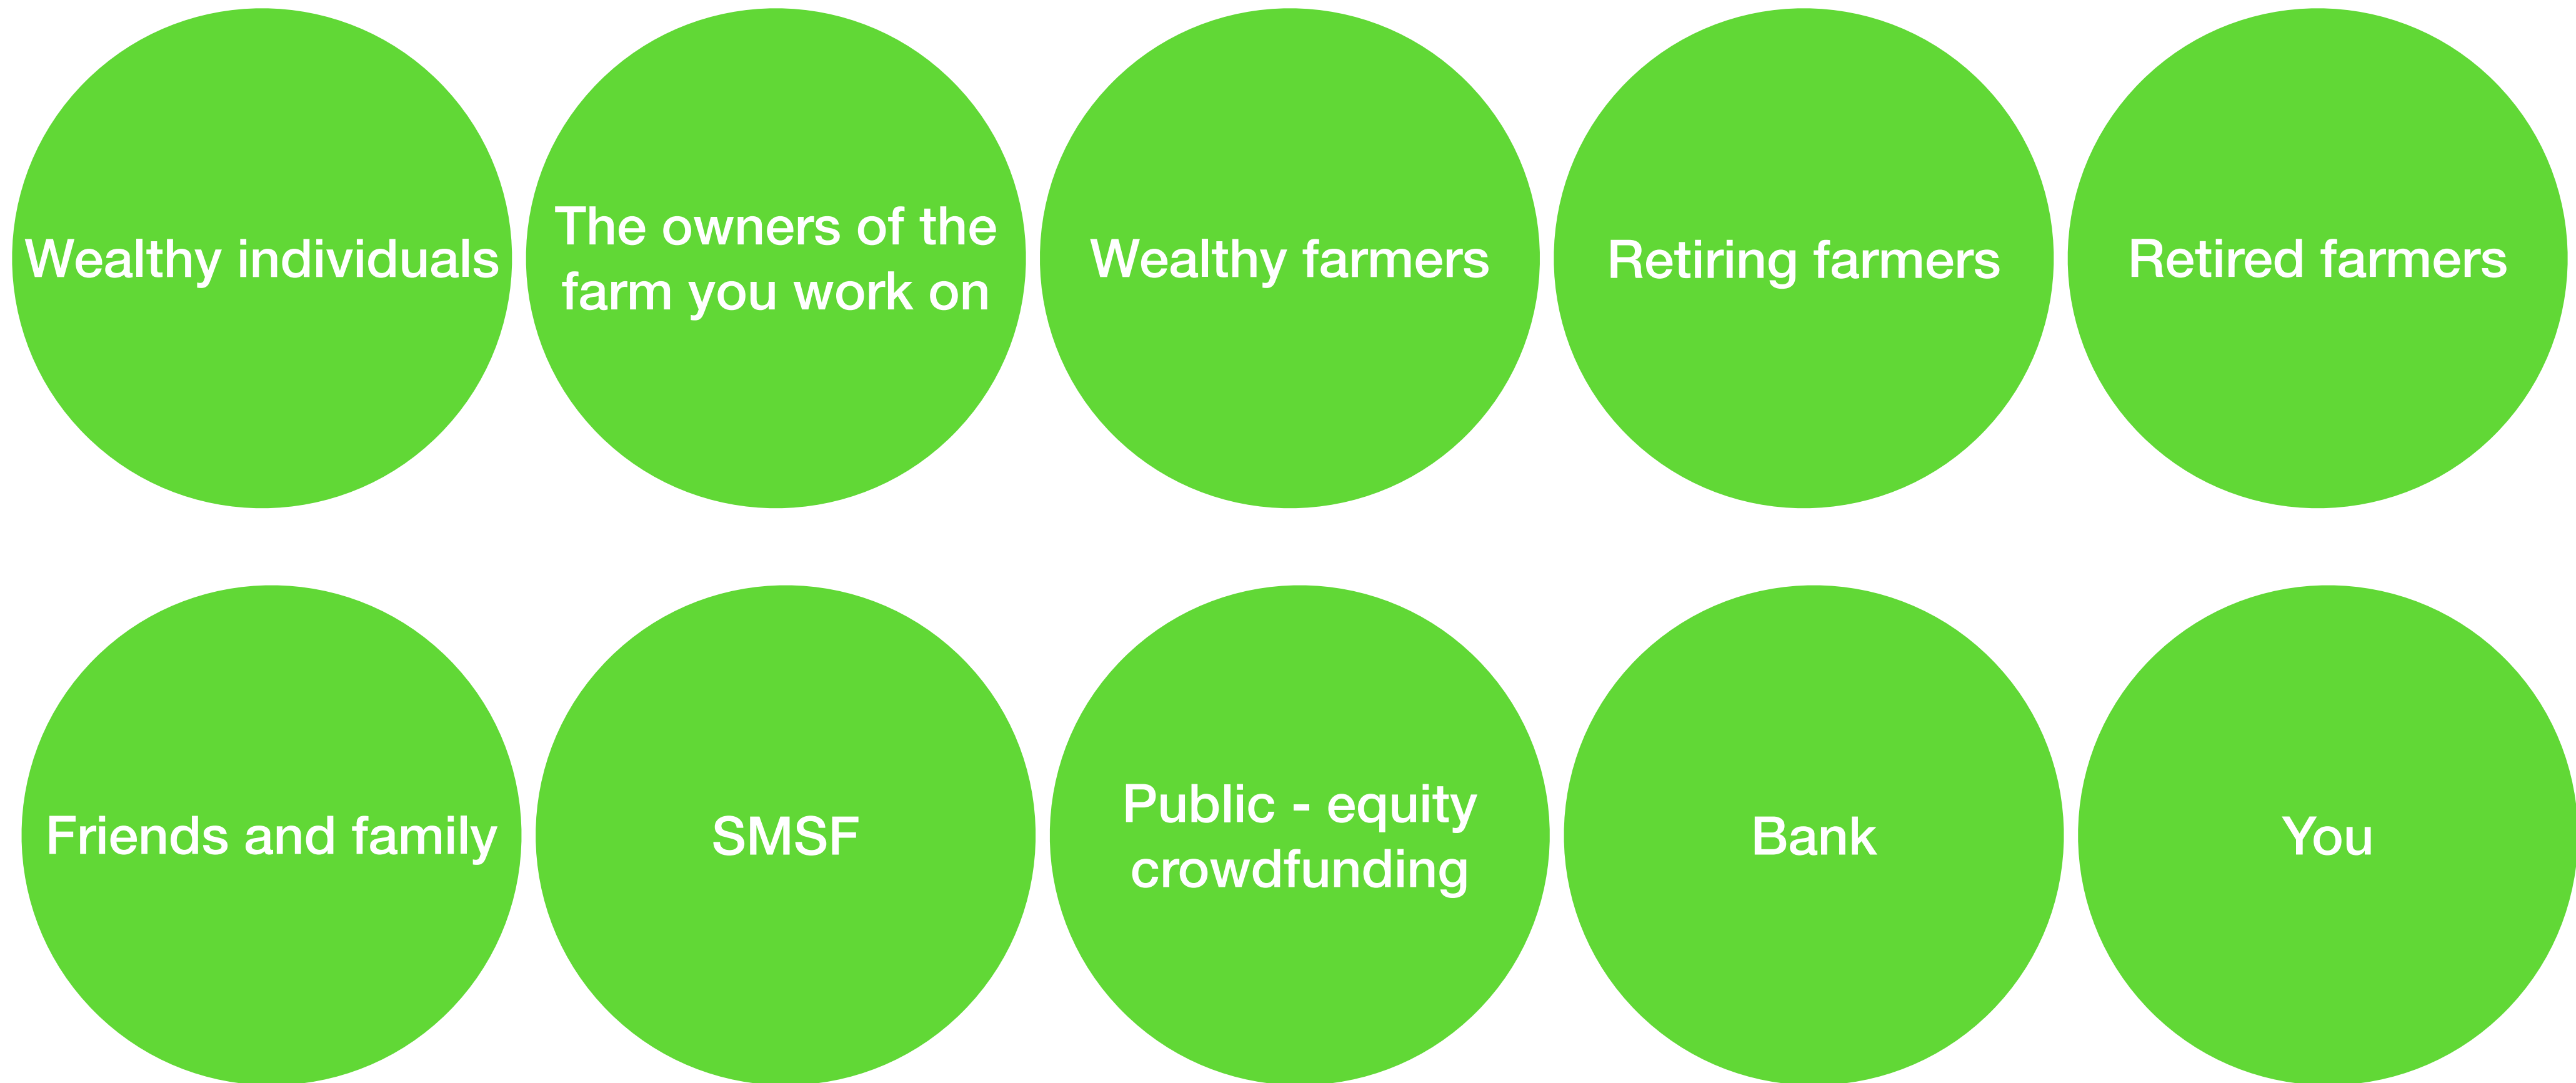 Wealthy individuals
The owners of the
farm you work on
Wealthy farmers
Retiring farmers
Retired farmers
Friends and family
SMSF
Public - equity
crowdfunding
Bank
You